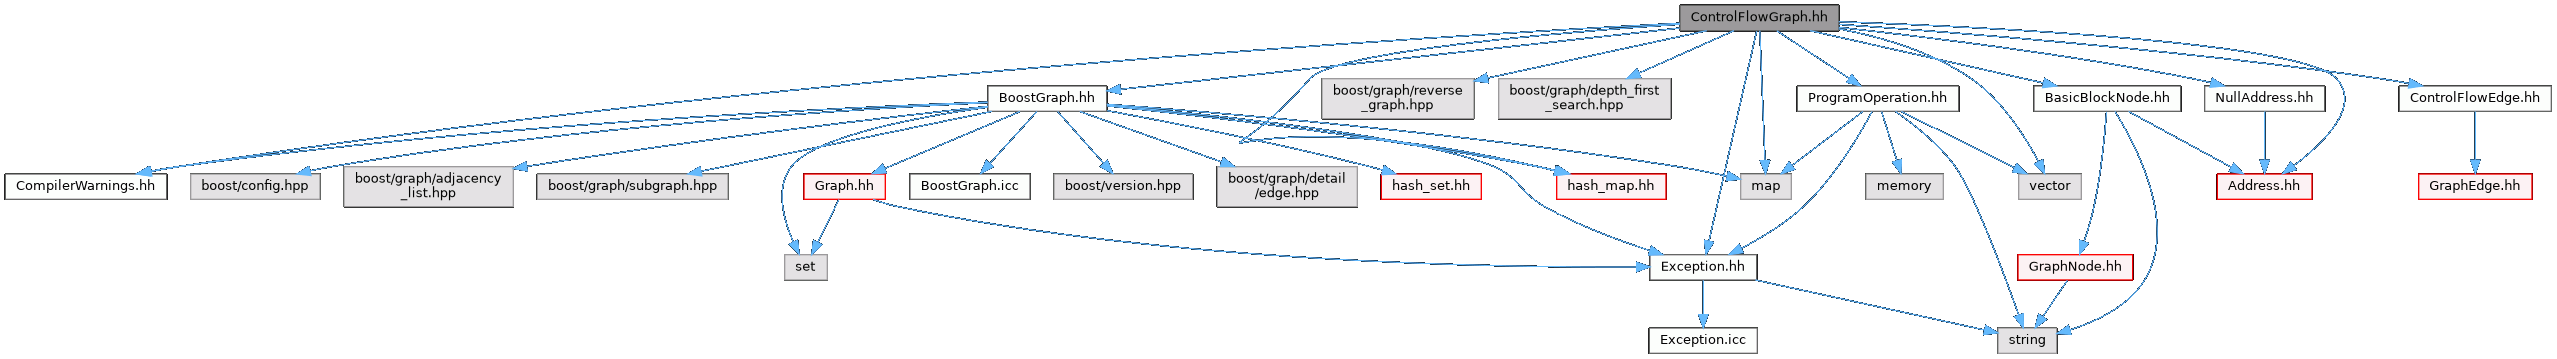 ControlFlowGraph.hh
BoostGraph.hh
boost/graph/reverse
_graph.hpp
boost/graph/depth_first
_search.hpp
ProgramOperation.hh
BasicBlockNode.hh
NullAddress.hh
ControlFlowEdge.hh
CompilerWarnings.hh
boost/config.hpp
boost/graph/adjacency
_list.hpp
boost/graph/subgraph.hpp
Graph.hh
BoostGraph.icc
boost/version.hpp
boost/graph/detail
/edge.hpp
hash_set.hh
hash_map.hh
map
memory
vector
Address.hh
GraphEdge.hh
set
Exception.hh
GraphNode.hh
Exception.icc
string